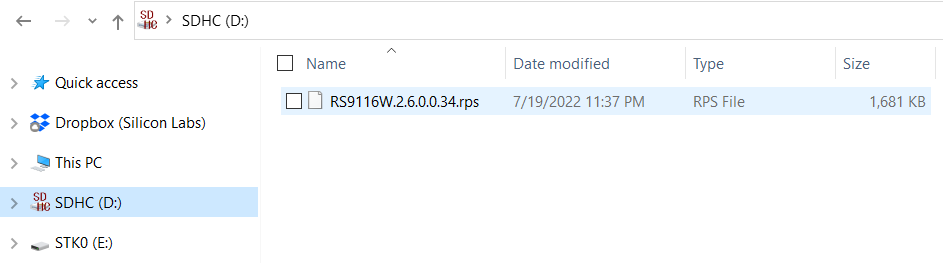 SD HC SDHC (D:)
Name Date modified Type Size
Quick access
RS9116W.2.6.0.0.34.rps 7/19/2022 11:37 PM RPS File 1,681 KB
Dropbox (Silicon Labs)
This PC
SD HC SDHC (D:)
STK0 (E:)